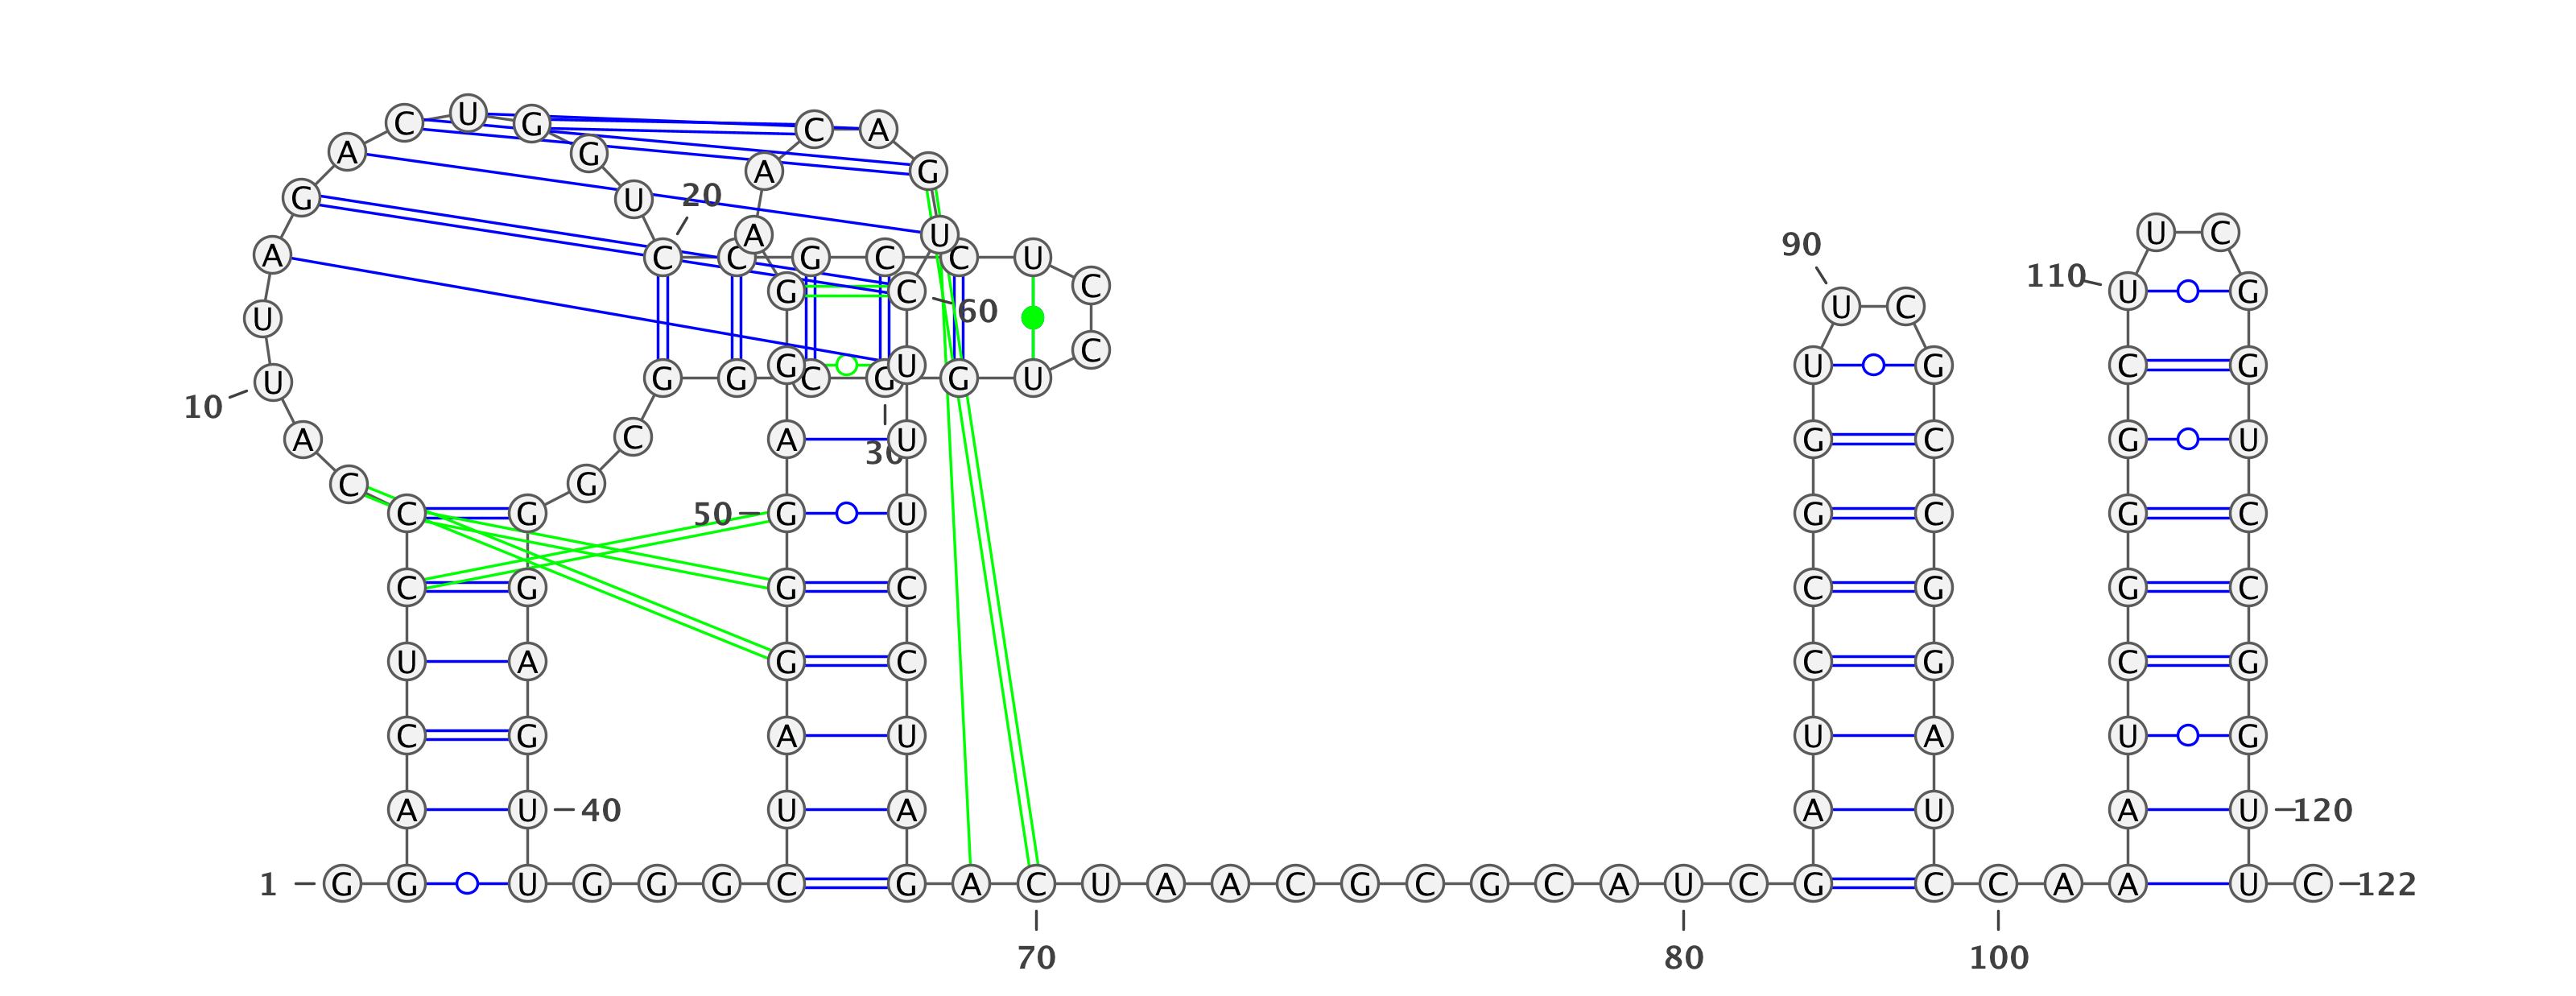 C U G C A
A G A G
G U 20 A
A C C G C U C U U C U C
G C 60
U
U G U G
10 G G C G G U C 30
A C A U
C G
C G 50 G U
C G G C
U A G C
C G A U
A U 40 U A
1 G G U G G G C G A C U A A C G C G C A U C G C C A A U C 122
70 80 100
90 U C
U G
G C
G C
C G
C G
U A
A U
110 U C
U G
C G
G U
G C
G C
C G
U G
A U 120